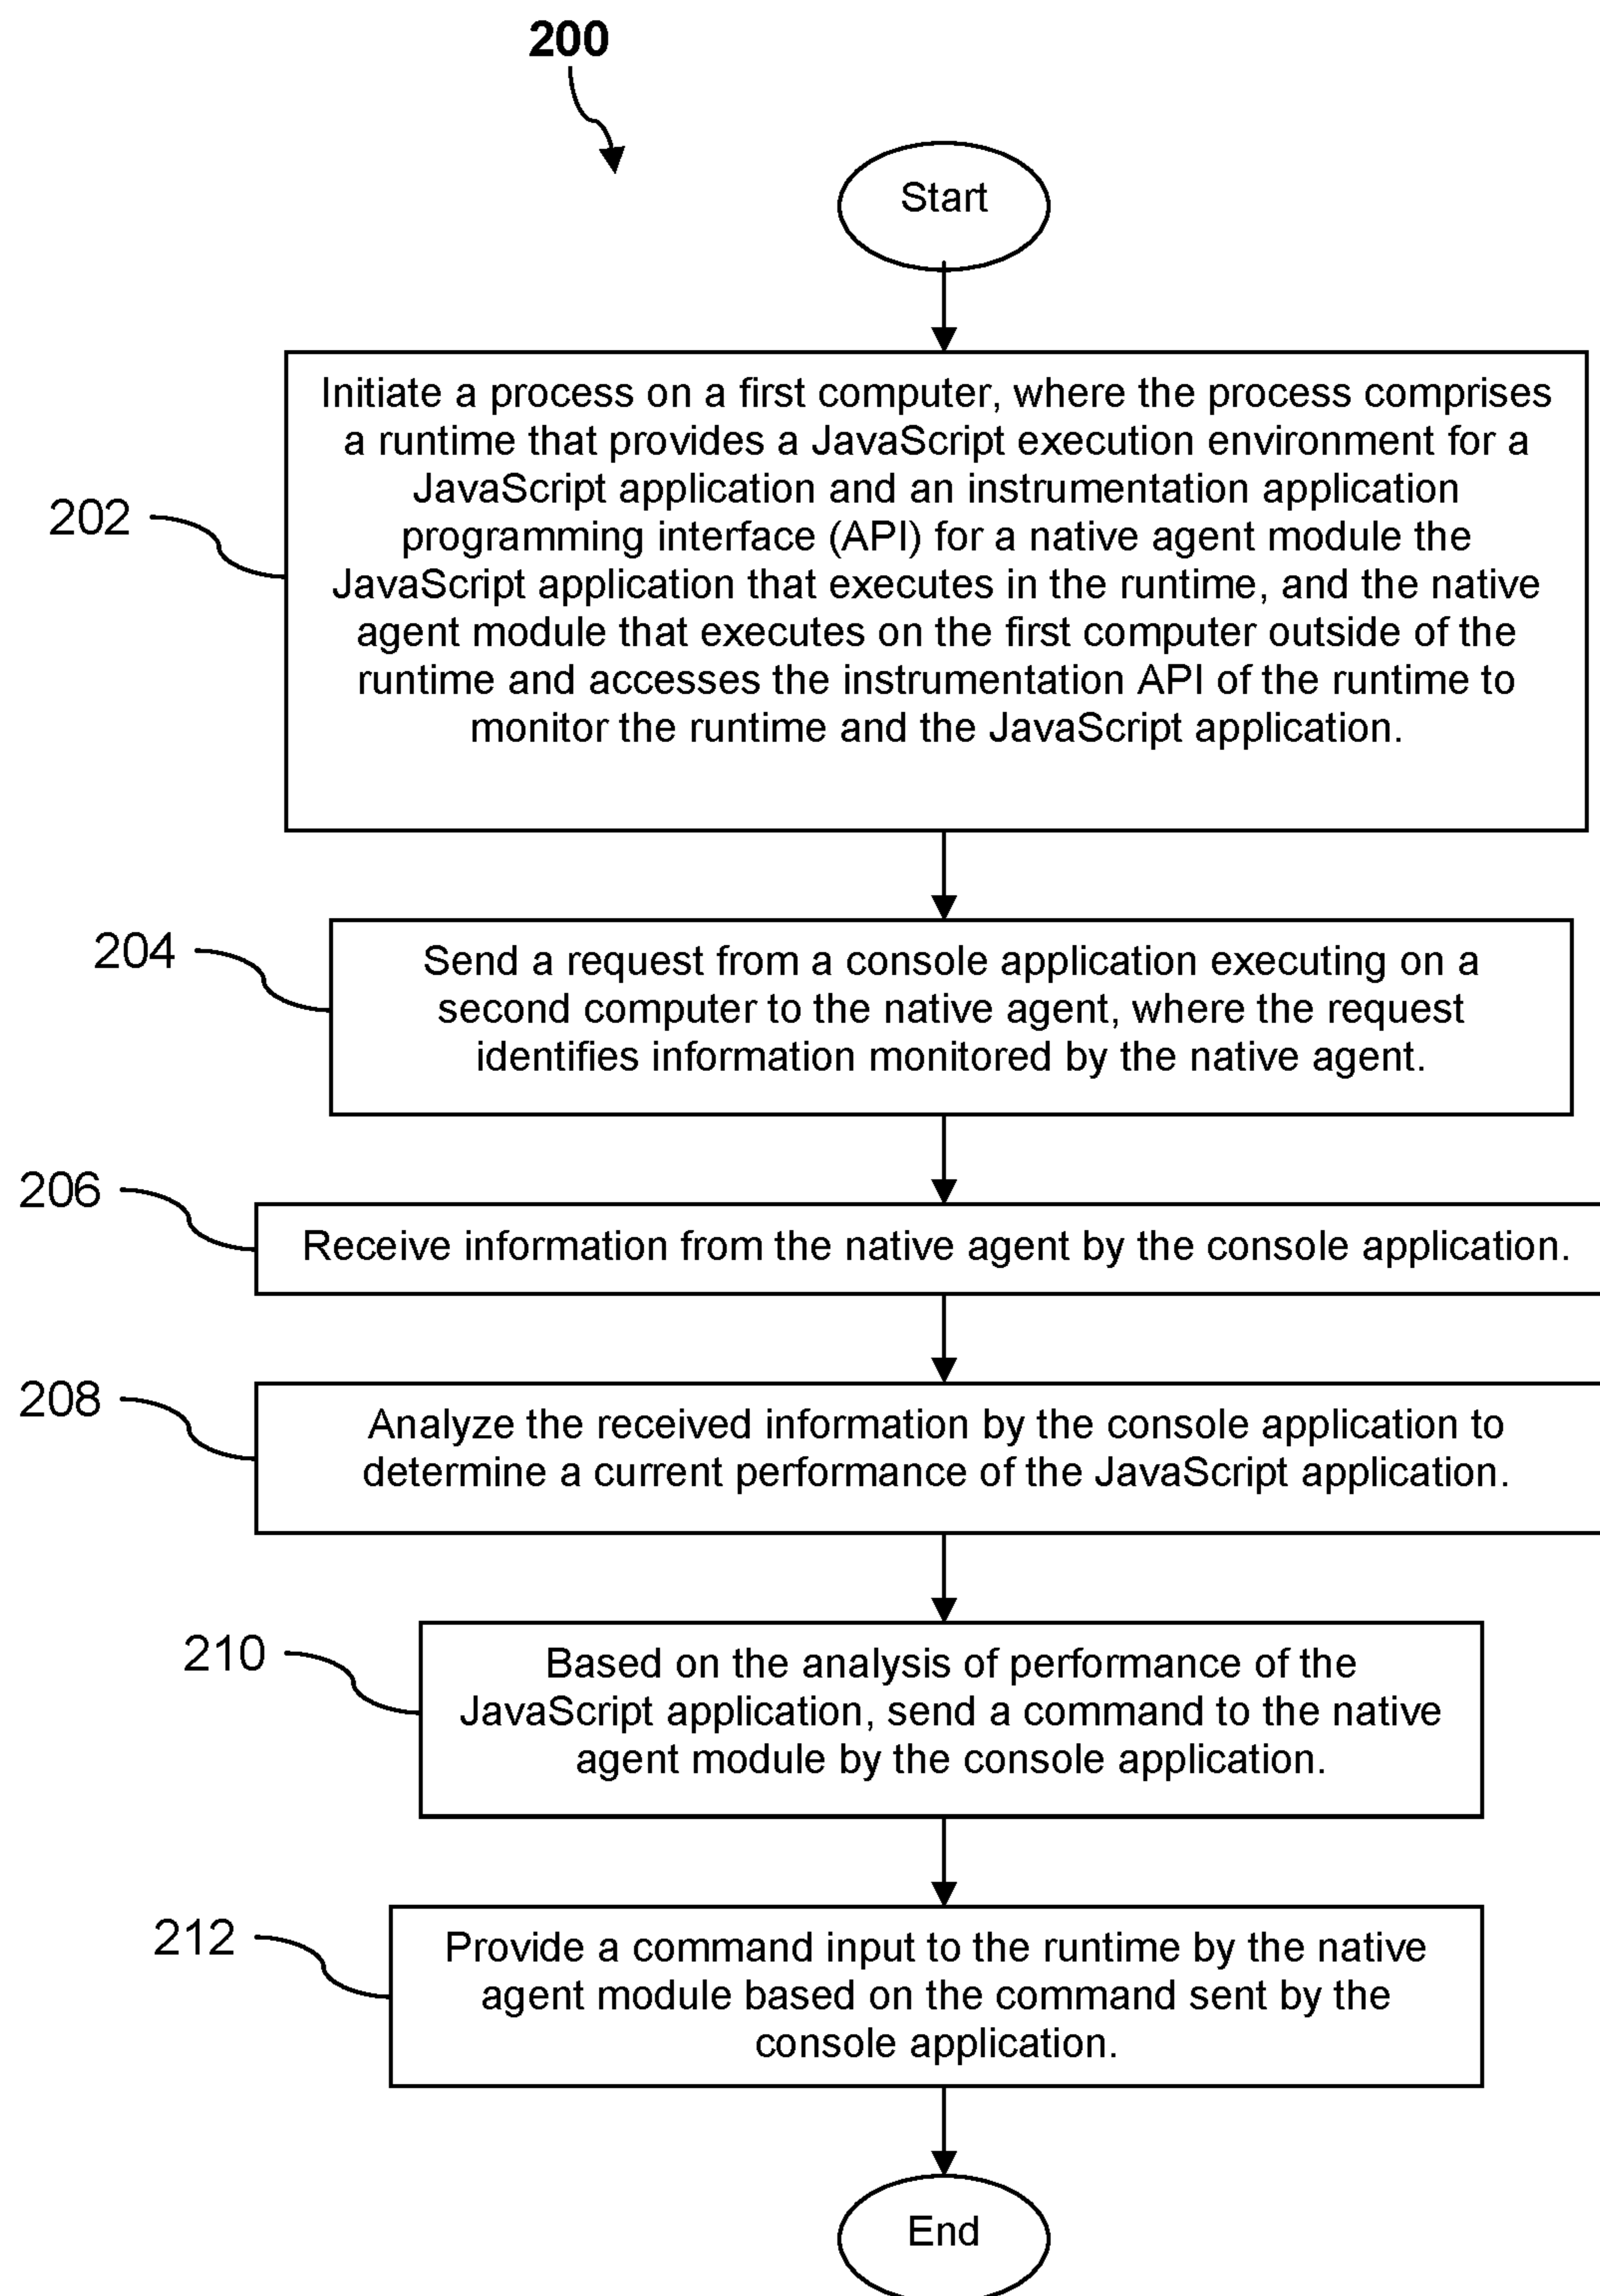 200
Start
202
Initiate a process on a first computer, where the process comprises
a runtime that provides a JavaScript execution environment for a
JavaScript application and an instrumentation application
programming interface (API) for a native agent module the
JavaScript application that executes in the runtime, and the native
agent module that executes on the first computer outside of the
runtime and accesses the instrumentation API of the runtime to
monitor the runtime and the JavaScript application.
204
Send a request from a console application executing on a
second computer to the native agent, where the request
identifies information monitored by the native agent.
206
Receive information from the native agent by the console application.
208
Analyze the received information by the console application to
determine a current performance of the JavaScript application.
210
Based on the analysis of performance of the
JavaScript application, send a command to the native
agent module by the console application.
212
Provide a command input to the runtime by the native
agent module based on the command sent by the
console application.
End